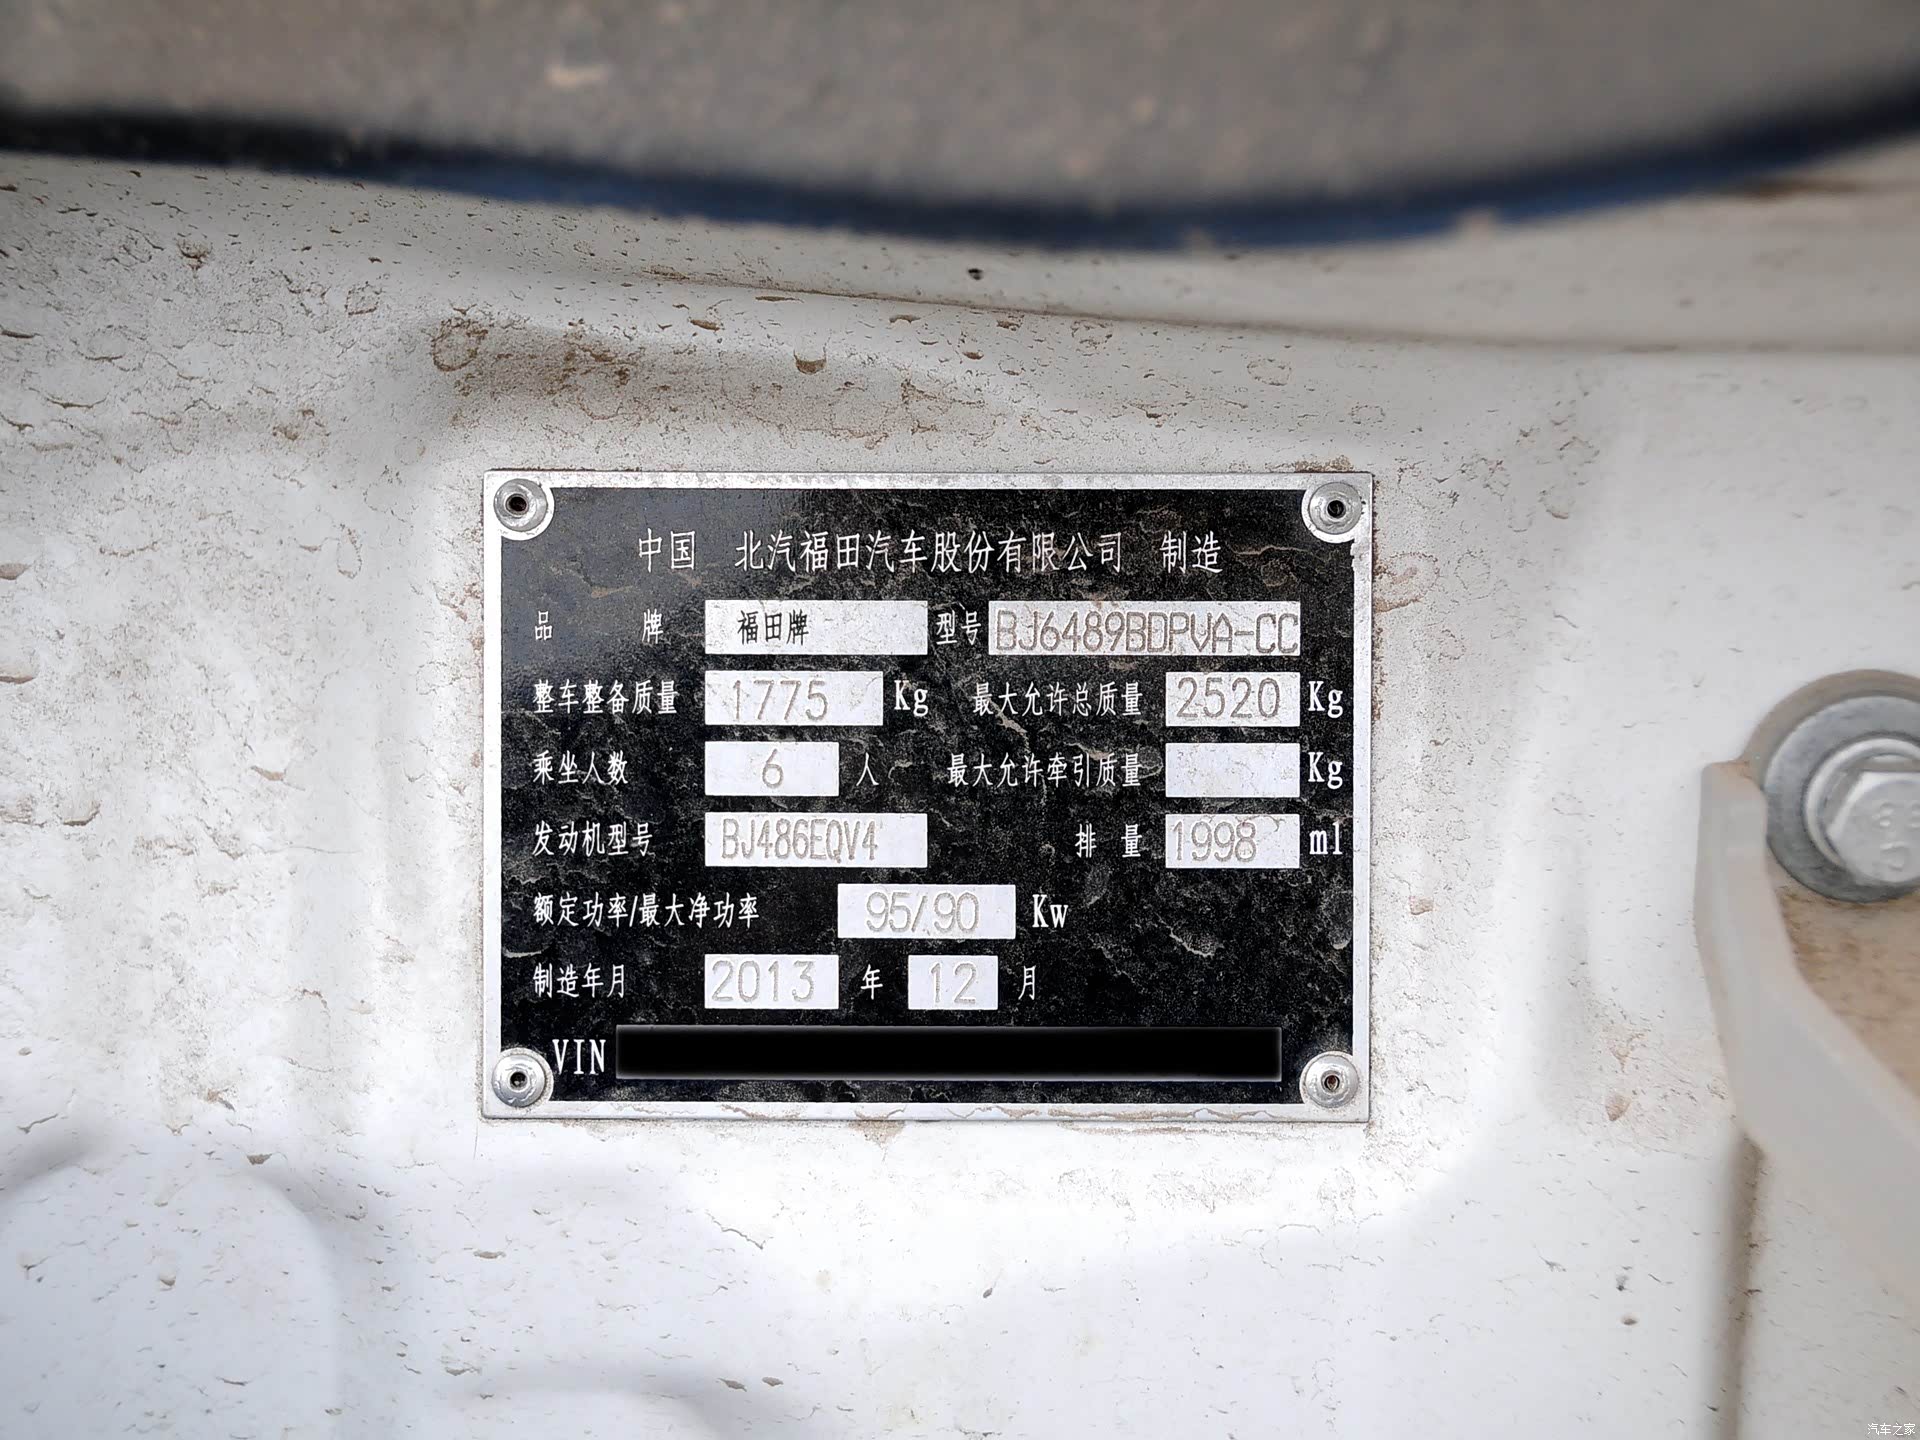 中国 北汽福田汽车股份有限公司 制造
品 牌 福田牌 型号 BJ6489BDPVA-CC
整车整备质量 1775 Kg 最大允许总质量 2520 Kg
乘坐人数 6 人 最大允许牵引质量 Kg
发动机型号 BJ486EQV4 排 量 1998 ml
额定功率/最大净功率 95/90 Kw
制造年月 2013 年 12 月
VIN
汽车之家